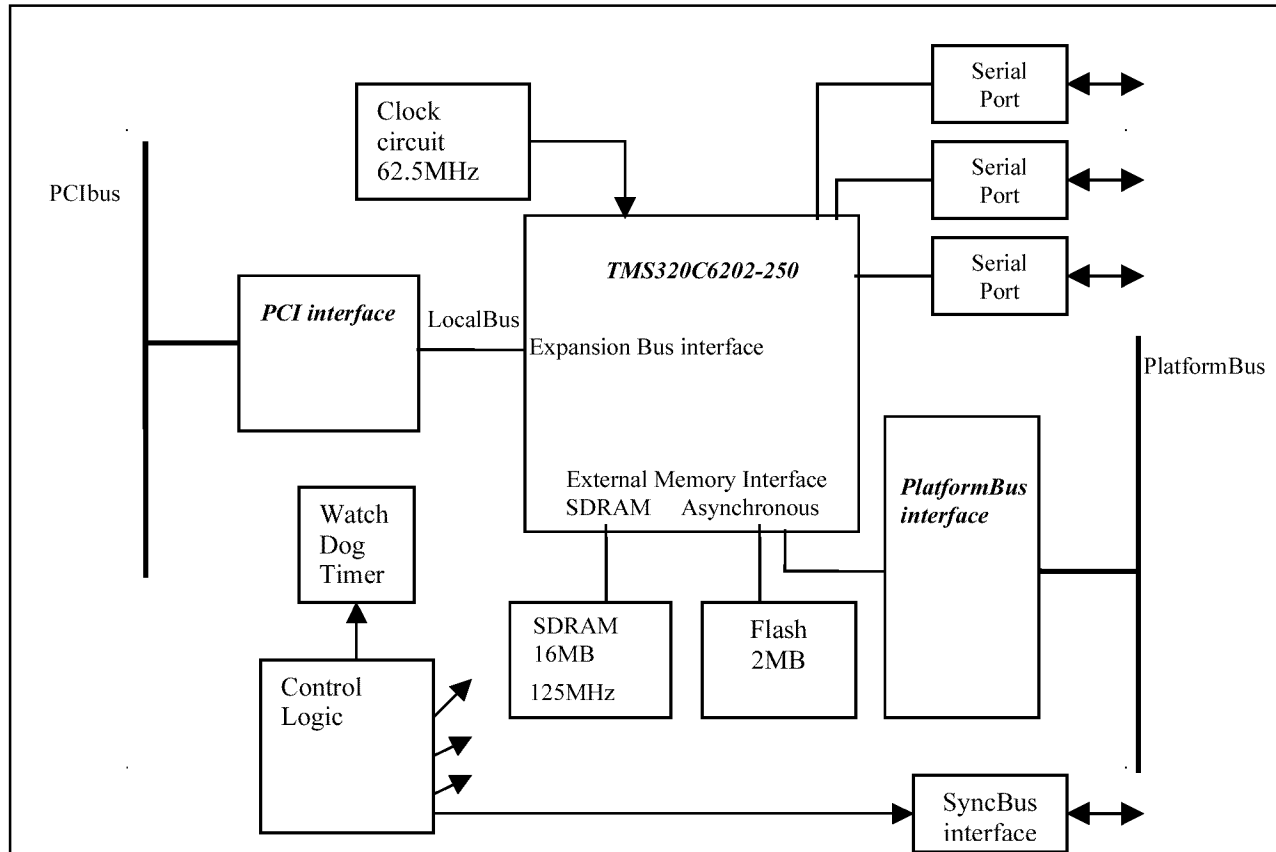 Serial
Port
Clock
circuit
62.5MHz
Serial
Port
PCIbus
TMS320C6202-250
Serial
Port
PCI interface
LocalBus
Expansion Bus interface
PlatformBus
External Memory Interface
SDRAM Asynchronous
PlatformBus
interface
Watch
Dog
Timer
SDRAM
16MB
125MHz
Flash
2MB
Control
Logic
SyncBus
interface